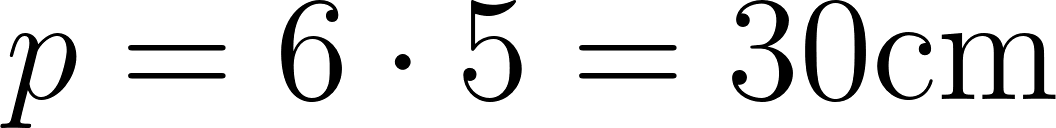 p = 6 · 5 = 30cm